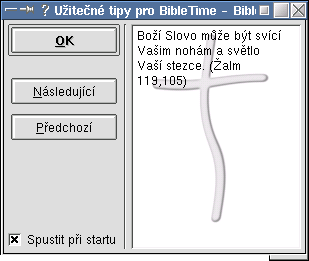 ? Užitečné tipy pro BibleTime - Bibl
OK
Následující
Předchozí
Spustit při startu
Boží Slovo může být svící
Vašim nohám a světlo
Vaší stezce. (Žalm
119,105)